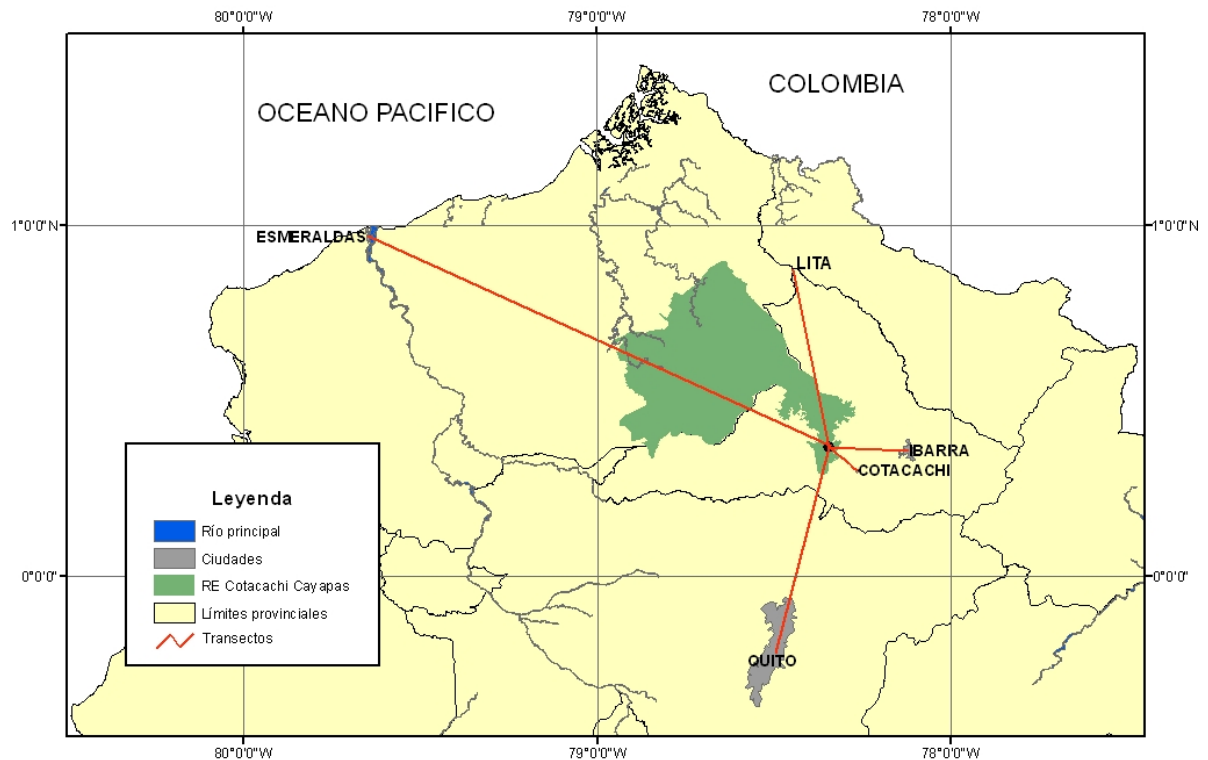 80°0'0"W 79°0'0"W 78°0'0"W
COLOMBIA
OCEANO PACIFICO
1°0'0"N 1°0'0"N
ESMERALDAS
LITA
IBARRA
COTACACHI
Leyenda
Río principal
Ciudades
RE Cotacachi Cayapas
Límites provinciales
Transectos
0°0'0" 0°0'0"
QUITO
80°0'0"W 79°0'0"W 78°0'0"W